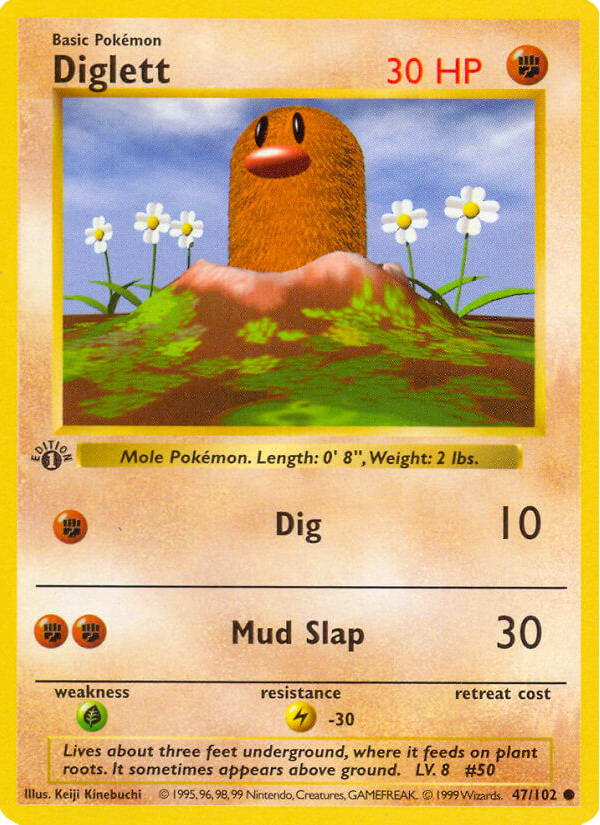 Basic Pokémon
Diglett
30 HP
EDITION
1
Mole Pokémon. Length: 0' 8", Weight: 2 lbs.
Dig 10
Mud Slap 30
weakness resistance retreat cost
-30
Lives about three feet underground, where it feeds on plant
roots. It sometimes appears above ground. LV. 8 #50
Illus. Keiji Kinebuchi © 1995, 96, 98, 99 Nintendo, Creatures, GAMEFREAK. © 1999 Wizards. 47/102